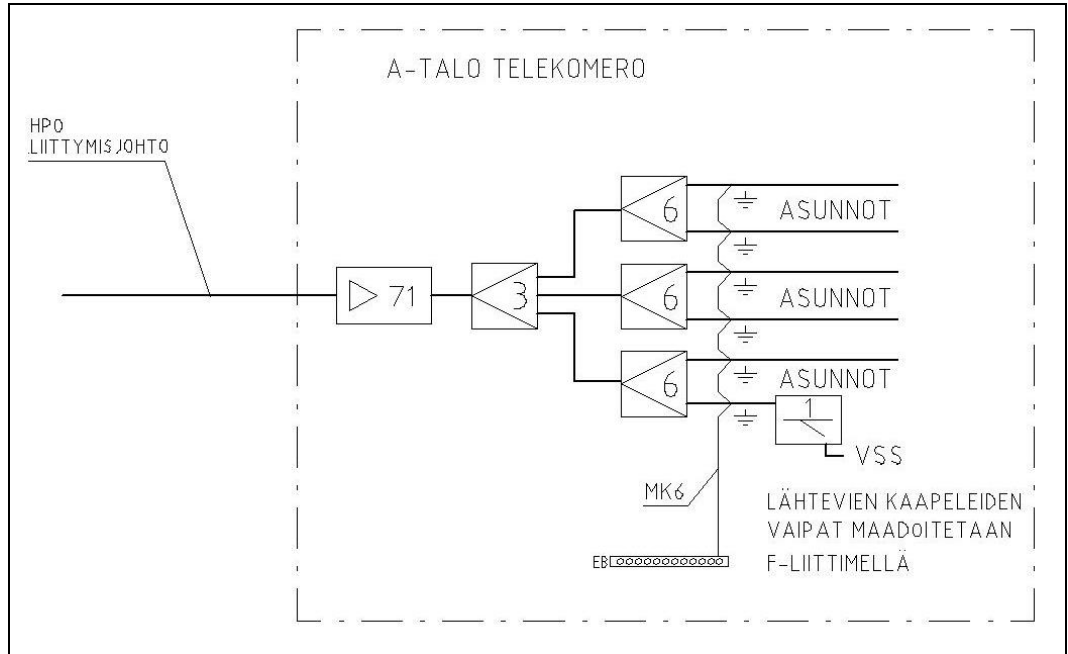 A-TALO TELEKOMERO
HPO
LIITTYMISJOHTO
71
3
6
ASUNNOT
6
ASUNNOT
6
ASUNNOT
1
VSS
MK6
LÄHTEVIEN KAAPELEIDEN
VAIPAT MAADOITETAAN
F-LIITTIMELLÄ
EB